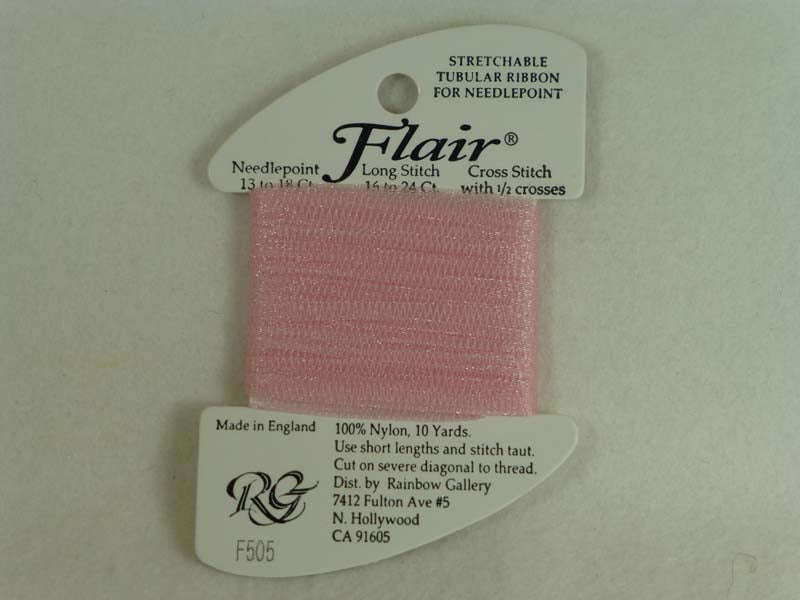 STRETCHABLE
TUBULAR RIBBON
FOR NEEDLEPOINT
Flair®
Needlepoint Long Stitch Cross Stitch
13 to 18 Ct. 16 to 24 Ct. with 1/2 crosses
Made in England
100% Nylon, 10 Yards.
Use short lengths and stitch taut.
Cut on severe diagonal to thread.
Dist. by Rainbow Gallery
7412 Fulton Ave #5
N. Hollywood
CA 91605
RG
F505